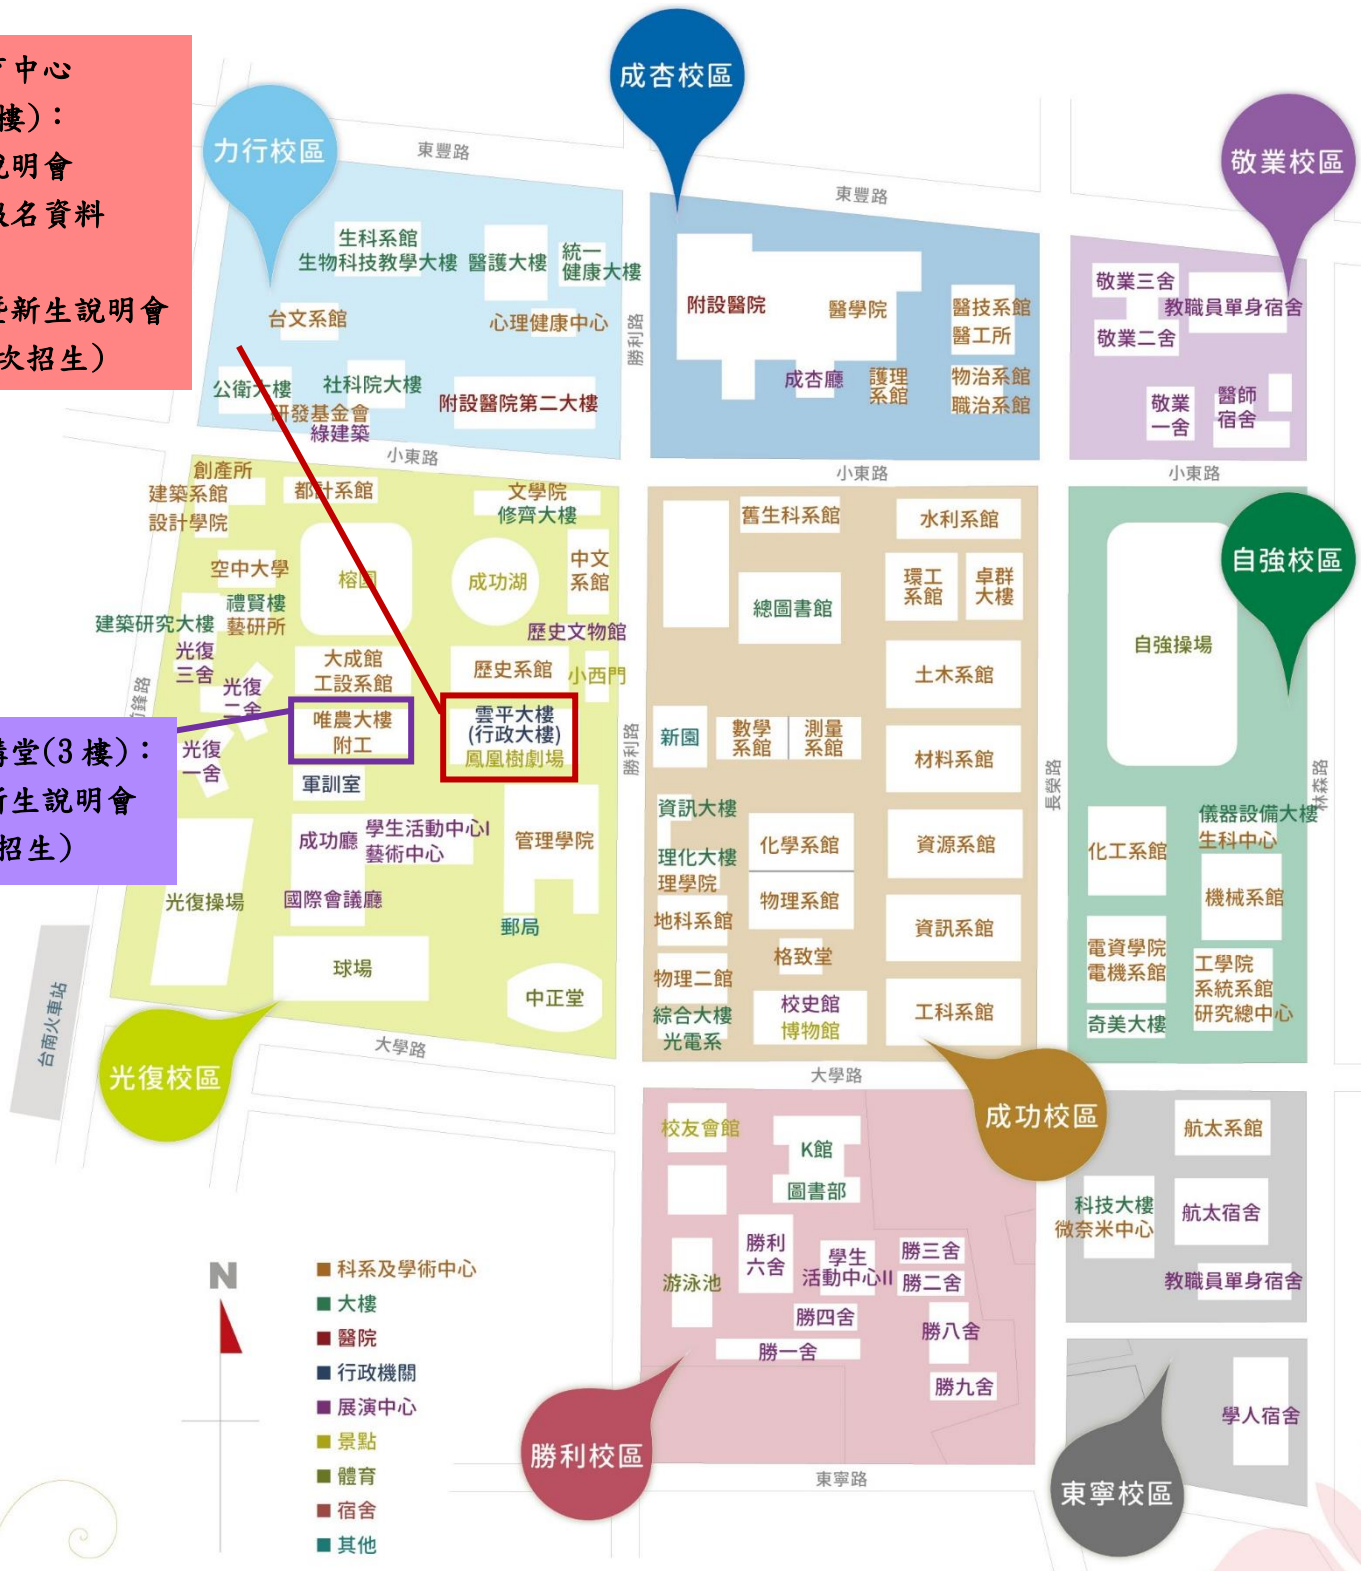 中心
樓)：
說明會
報名資料
暨新生說明會
次招生)
講堂(3 樓)：
新生說明會
招生)
力行校區
成杏校區
敬業校區
東豐路
東豐路
生科系館
生物科技教學大樓
醫護大樓
統一
健康大樓
台文系館
心理健康中心
公衛大樓
社科院大樓
研發基金會
綠建築
附設醫院第二大樓
勝利路
附設醫院
醫學院
醫技系館
醫工所
成杏廳
護理
系館
物治系館
職治系館
敬業三舍
教職員單身宿舍
敬業二舍
敬業
一舍
醫師
宿舍
小東路
小東路
小東路
創產所
建築系館
設計學院
都計系館
文學院
修齊大樓
空中大學
榕園
成功湖
中文
系館
禮賢樓
建築研究大樓
藝研所
歷史文物館
光復
三舍
大成館
工設系館
歷史系館
小西門
光復
二舍
唯農大樓
附工
雲平大樓
(行政大樓)
鳳凰樹劇場
光復
一舍
軍訓室
成功廳
學生活動中心I
藝術中心
管理學院
光復操場
國際會議廳
郵局
球場
中正堂
台南火車站
光復校區
大學路
勝利路
舊生科系館
水利系館
總圖書館
環工
系館
卓群
大樓
土木系館
新園
數學
系館
測量
系館
材料系館
資訊大樓
理化大樓
理學院
化學系館
資源系館
物理系館
地科系館
資訊系館
格致堂
物理二館
校史館
博物館
工科系館
綜合大樓
光電系
長榮路
大學路
成功校區
自強校區
自強操場
林森路
儀器設備大樓
生科中心
化工系館
機械系館
電資學院
電機系館
工學院
系統系館
研究總中心
奇美大樓
校友會館
K館
圖書部
勝利
六舍
學生
活動中心II
勝三舍
勝二舍
游泳池
勝四舍
勝一舍
勝八舍
勝九舍
勝利校區
東寧路
航太系館
科技大樓
微奈米中心
航太宿舍
教職員單身宿舍
學人宿舍
東寧校區
N
科系及學術中心
大樓
醫院
行政機關
展演中心
景點
體育
宿舍
其他